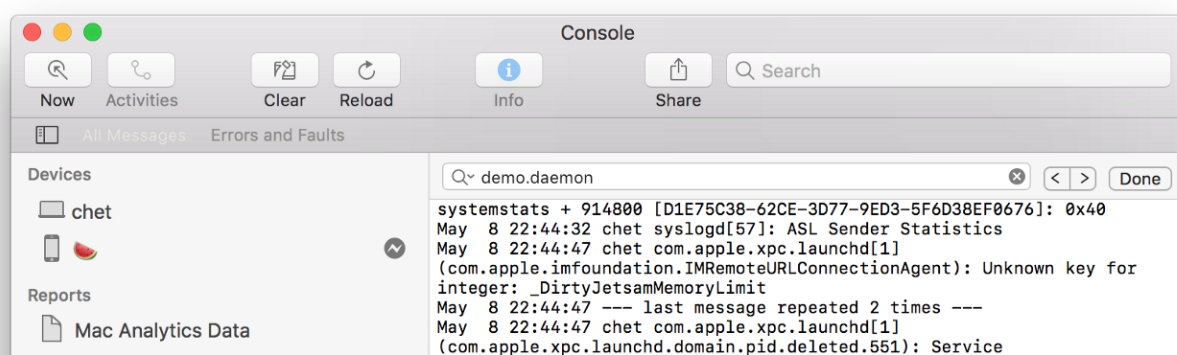 Console
Search
Now Activities Clear Reload Info Share
All Messages Errors and Faults
Devices
chet
Reports
Mac Analytics Data
demo.daemon
< > Done
systemstats + 914800 [D1E75C38-62CE-3D77-9ED3-5F6D38EF0676]: 0x40
May  8 22:44:32 chet syslogd[57]: ASL Sender Statistics
May  8 22:44:47 chet com.apple.xpc.launchd[1]
(com.apple.imfoundation.IMRemoteURLConnectionAgent): Unknown key for
integer: _DirtyJetsamMemoryLimit
May  8 22:44:47 --- last message repeated 2 times ---
May  8 22:44:47 chet com.apple.xpc.launchd[1]
(com.apple.xpc.launchd.domain.pid.deleted.551): Service